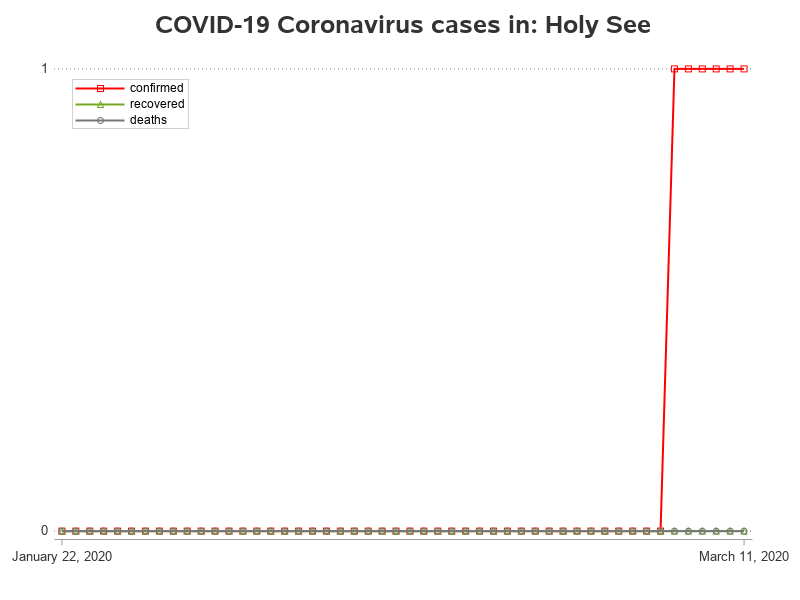 COVID-19 Coronavirus cases in: Holy See
1
confirmed
recovered
deaths
0
January 22, 2020
March 11, 2020